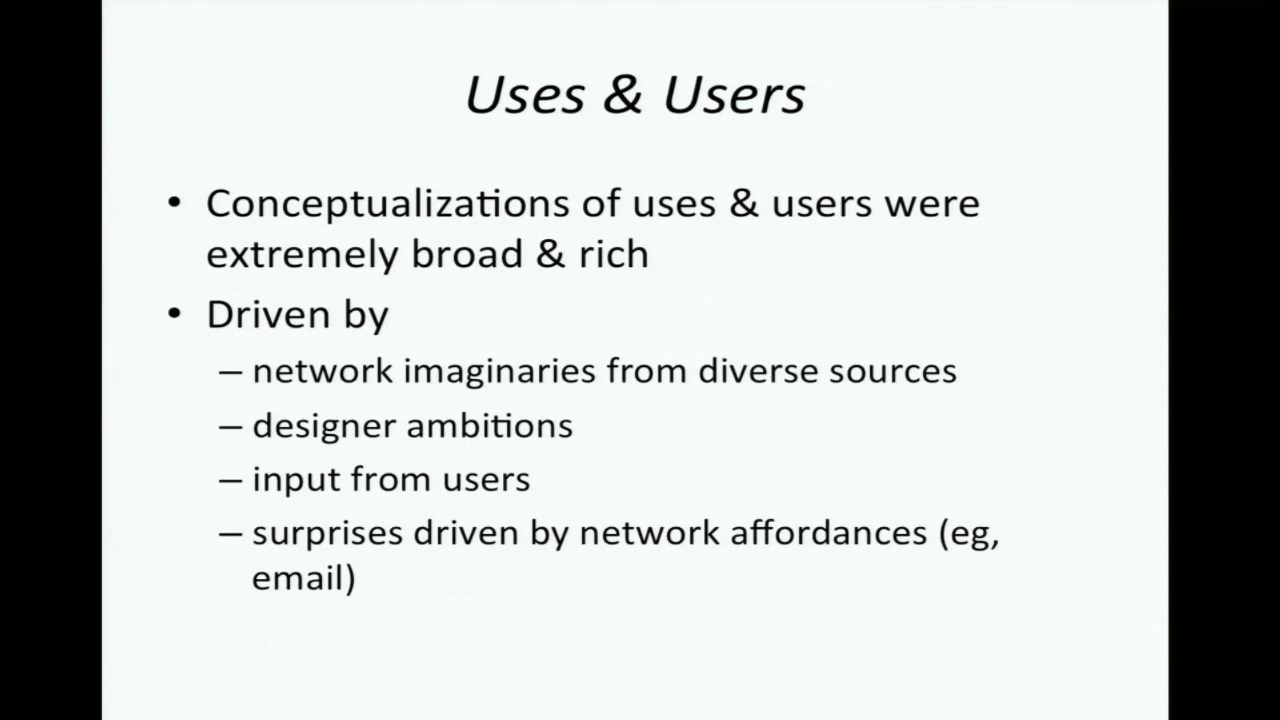 Uses & Users
• Conceptualizations of uses & users were
extremely broad & rich
• Driven by
– network imaginaries from diverse sources
– designer ambitions
– input from users
– surprises driven by network affordances (eg,
email)